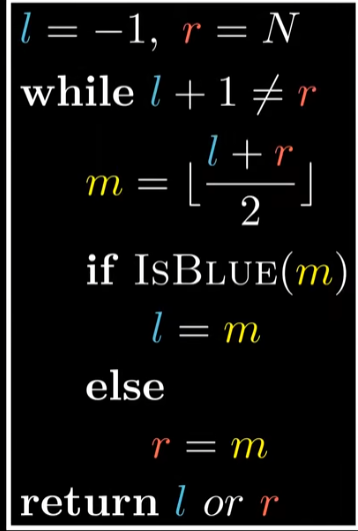 l = −1, r = N
while l + 1 ≠ r
m = ⌊(l + r)/2⌋
if IsBlue(m)
l = m
else
r = m
return l or r